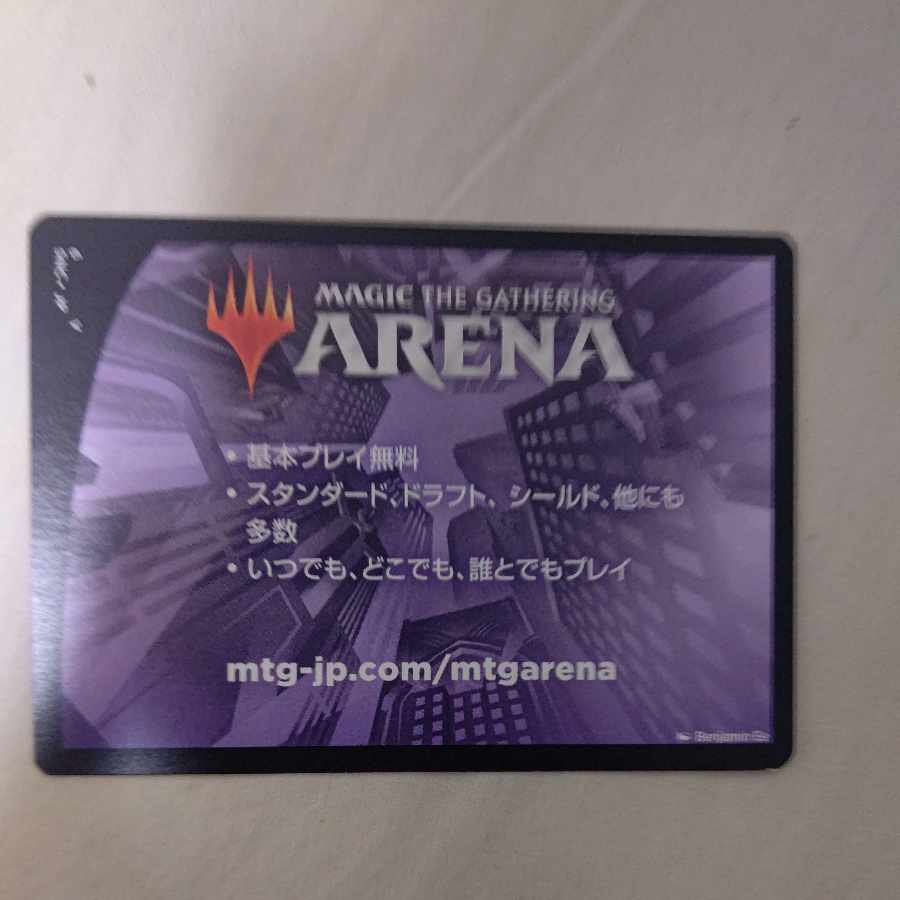 MAGIC THE GATHERING
ARENA
• 基本プレイ無料
• スタンダード、ドラフト、シールド。他にも
多数
• いつでも、どこでも、誰とでもプレイ
mtg-jp.com/mtgarena
Benjamin Ee